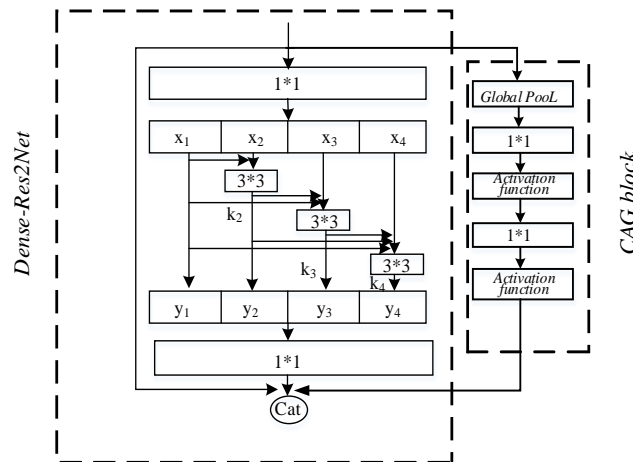 Dense-Res2Net
1*1
x1 x2 x3 x4
3*3
k2
3*3
k3
3*3
k4
y1 y2 y3 y4
1*1
Cat
Global PooL
1*1
Activation
function
1*1
Activation
function
CAG block